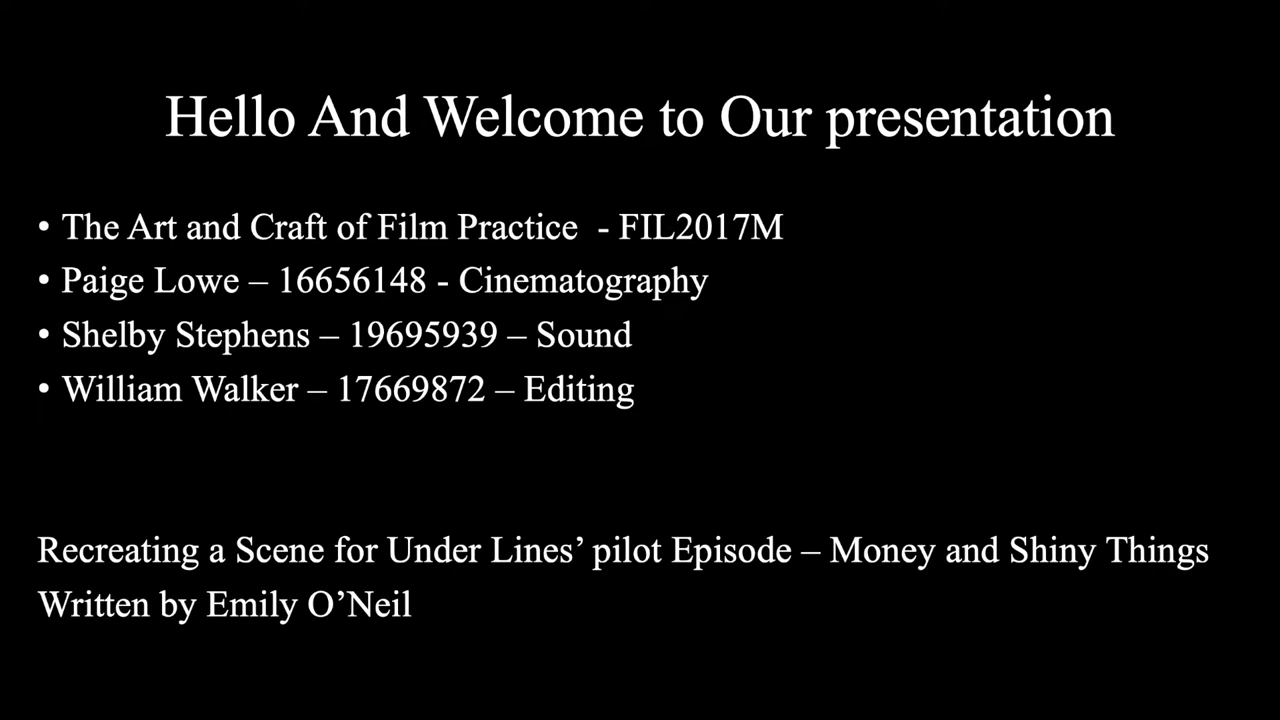 Hello And Welcome to Our presentation
• The Art and Craft of Film Practice - FIL2017M
• Paige Lowe – 16656148 - Cinematography
• Shelby Stephens – 19695939 – Sound
• William Walker – 17669872 – Editing
Recreating a Scene for Under Lines’ pilot Episode – Money and Shiny Things
Written by Emily O’Neil